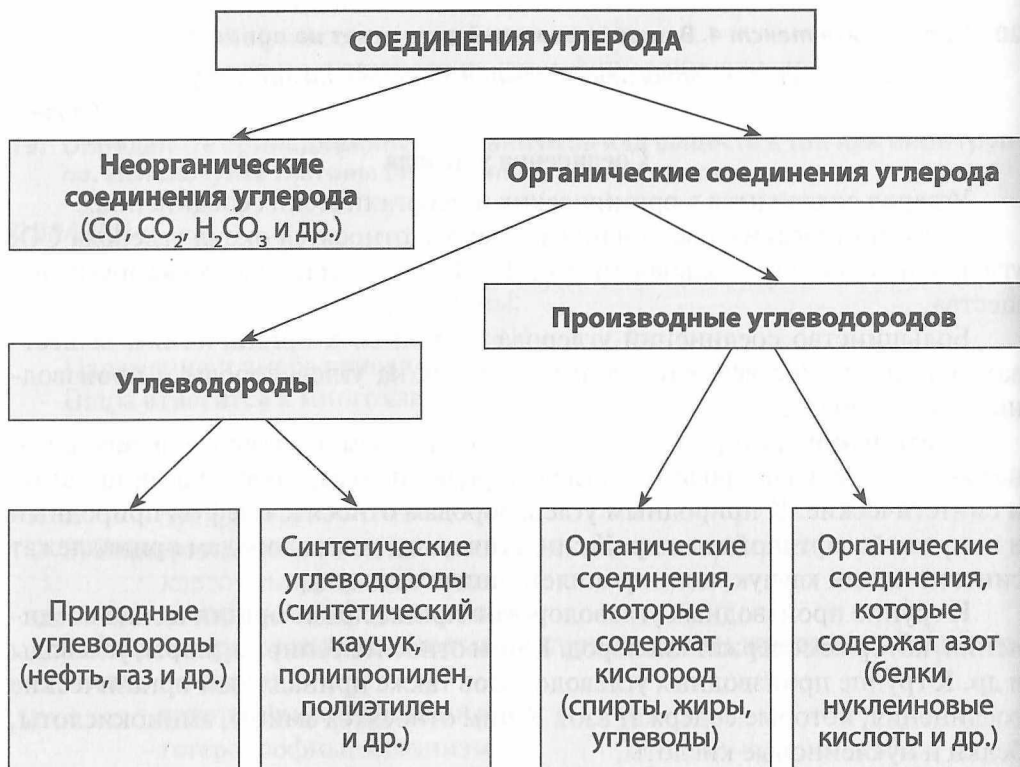 СОЕДИНЕНИЯ УГЛЕРОДА
Неорганические
соединения углерода
(CO, CO₂, H₂CO₃ и др.)
Органические соединения углерода
Производные углеводородов
Углеводороды
Природные
углеводороды
(нефть, газ и др.)
Синтетические
углеводороды
(синтетический
каучук,
полипропилен,
полиэтилен
и др.)
Органические
соединения,
которые
содержат
кислород
(спирты, жиры,
углеводы)
Органические
соединения,
которые
содержат азот
(белки,
нуклеиновые
кислоты и др.)